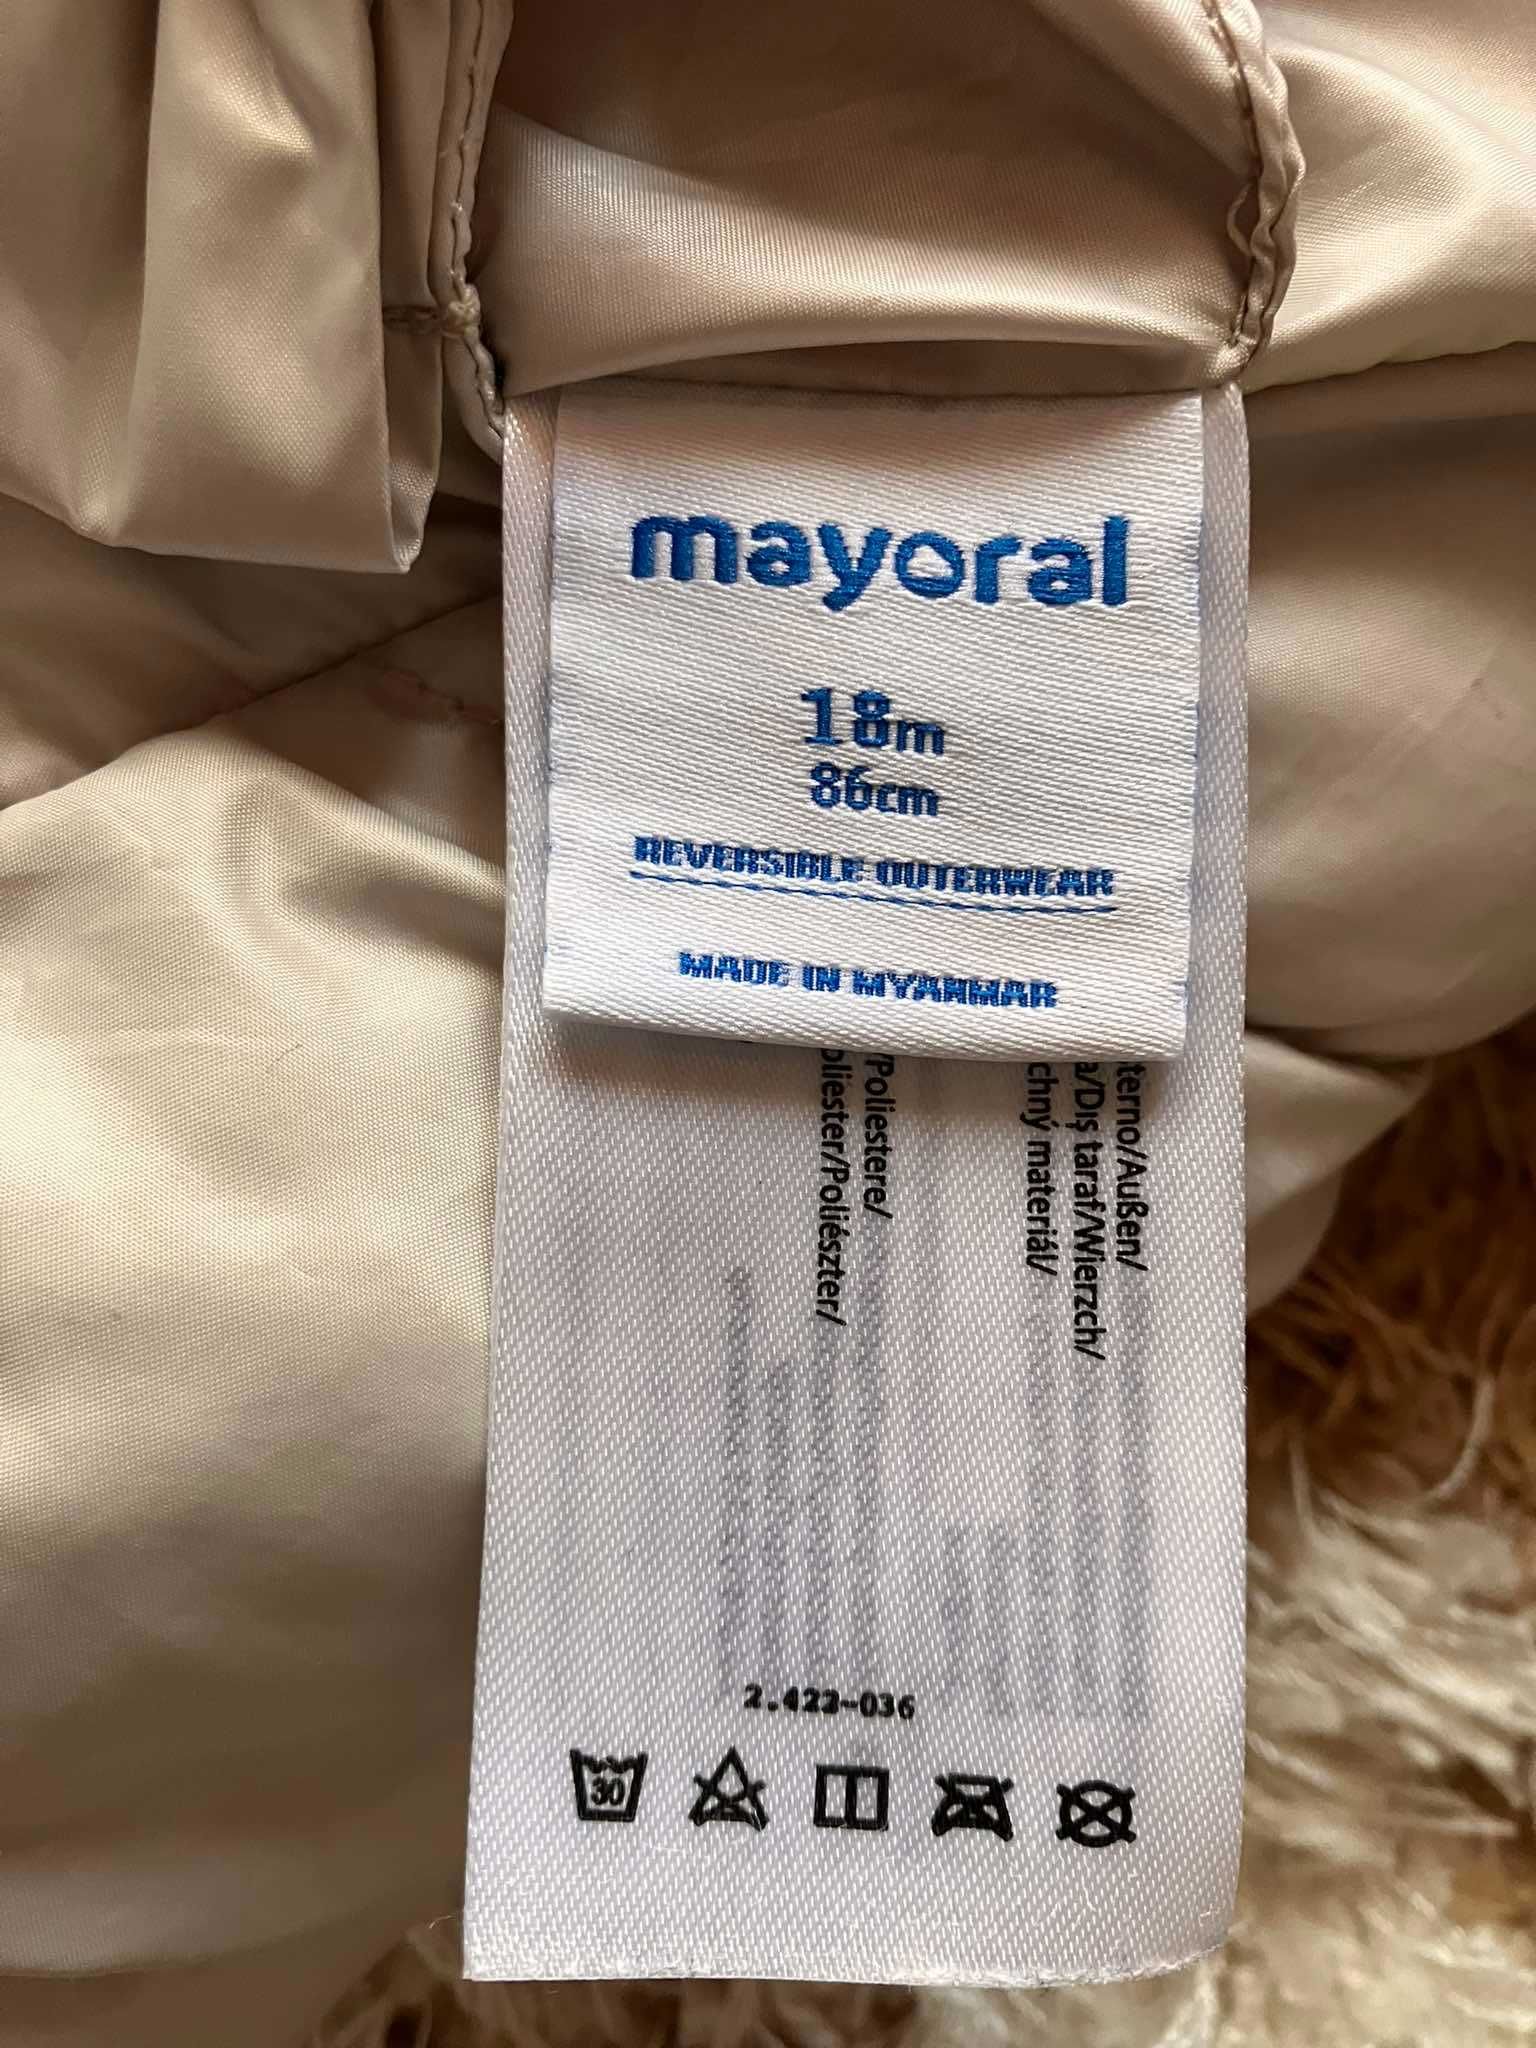 mayoral
18m
86cm
REVERSIBLE OUTERWEAR
MADE IN MYANMAR
terno/Außen/
a/Dış taraf/Wierzch/
chný materiál/
/Poliestere/
oliester/Poliészter/
2.422-036
30